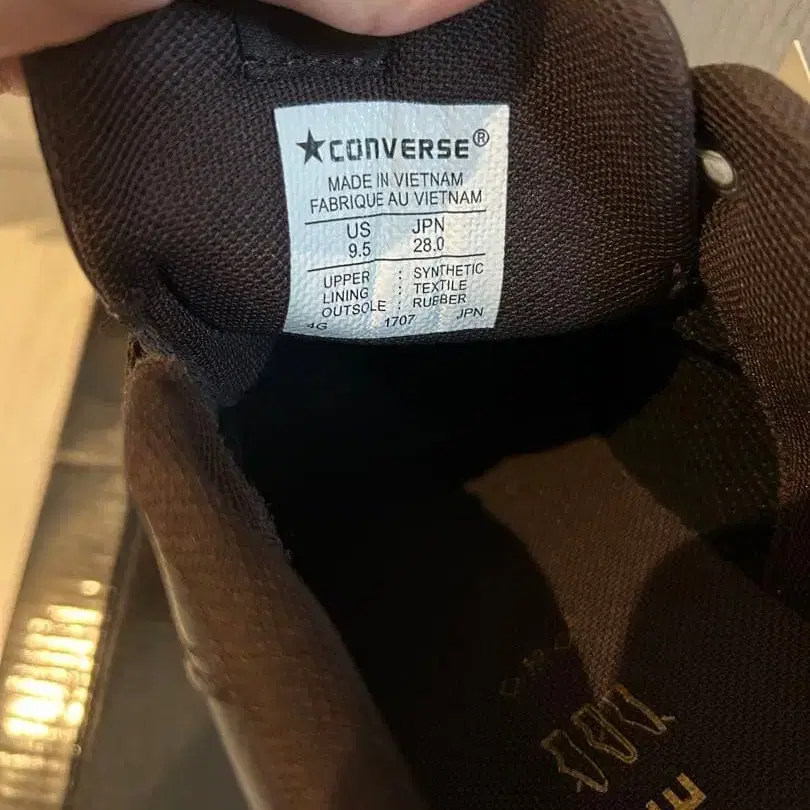 ★CONVERSE®
MADE IN VIETNAM
FABRIQUE AU VIETNAM
US JPN
9.5 28.0
UPPER : SYNTHETIC
LINING : TEXTILE
OUTSOLE : RUBBER
4G 1707 JPN